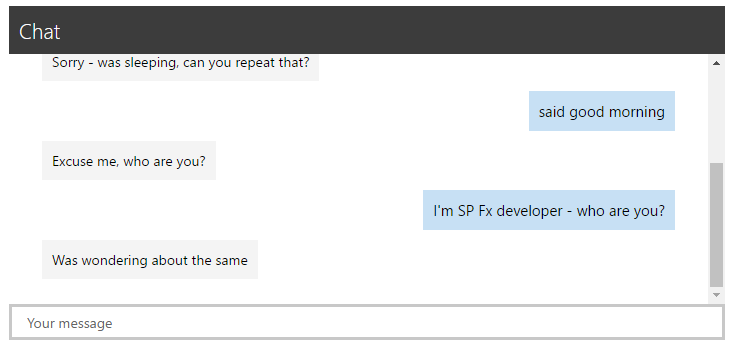 Chat
Sorry - was sleeping, can you repeat that?
said good morning
Excuse me, who are you?
I'm SP Fx developer - who are you?
Was wondering about the same
Your message